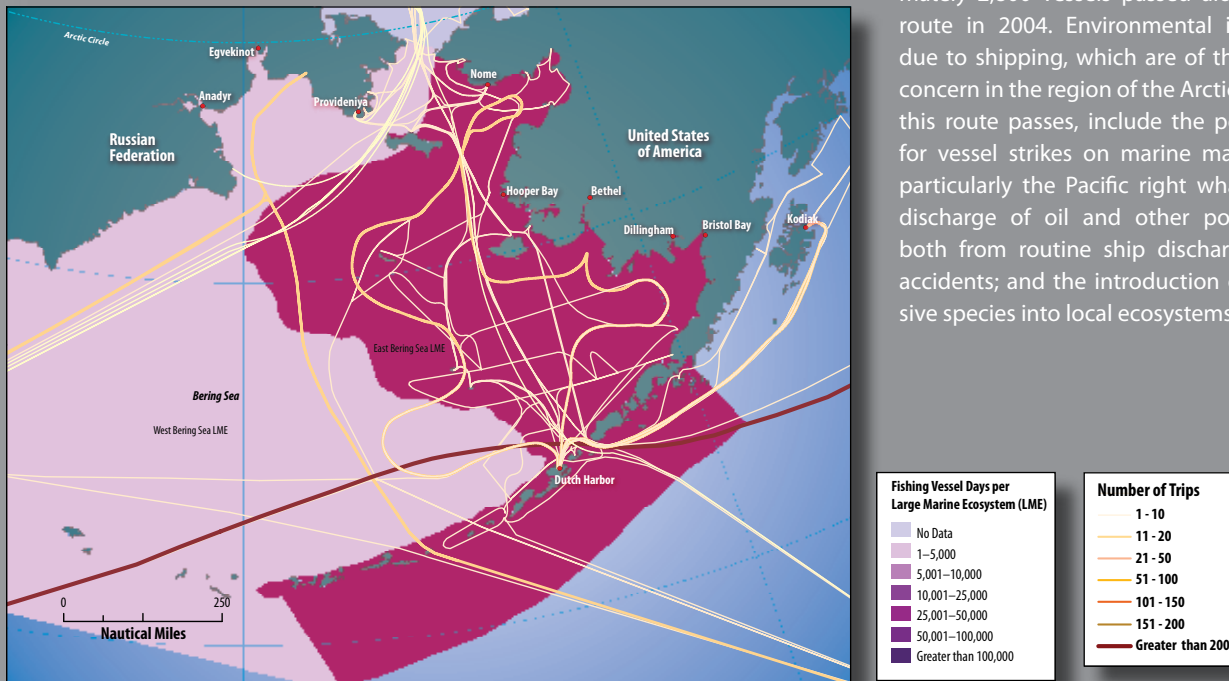 mately 2,800 vessels passed
route in 2004. Environmental
due to shipping, which are of
concern in the region of the Arctic
this route passes, include the
for vessel strikes on marine
particularly the Pacific right
discharge of oil and other
both from routine ship
accidents; and the introduction
sive species into local ecosystems
Arctic Circle
Egvekinot
Nome
Anadyr
Provideniya
Russian
Federation
United States
of America
Hooper Bay
Bethel
Dillingham
Bristol Bay
Kodiak
East Bering Sea LME
Bering Sea
West Bering Sea LME
Dutch Harbor
0
250
Nautical Miles
Fishing Vessel Days per
Large Marine Ecosystem (LME)
No Data
1–5,000
5,001–10,000
10,001–25,000
25,001–50,000
50,001–100,000
Greater than 100,000
Number of Trips
1 - 10
11 - 20
21 - 50
51 - 100
101 - 150
151 - 200
Greater than 200